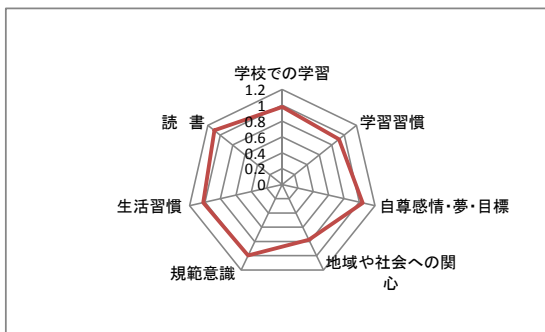 学校での学習
1.2
1
0.8
0.6
0.4
0.2
0
学習習慣
自尊感情・夢・目標
地域や社会への関
心
規範意識
生活習慣
読 書